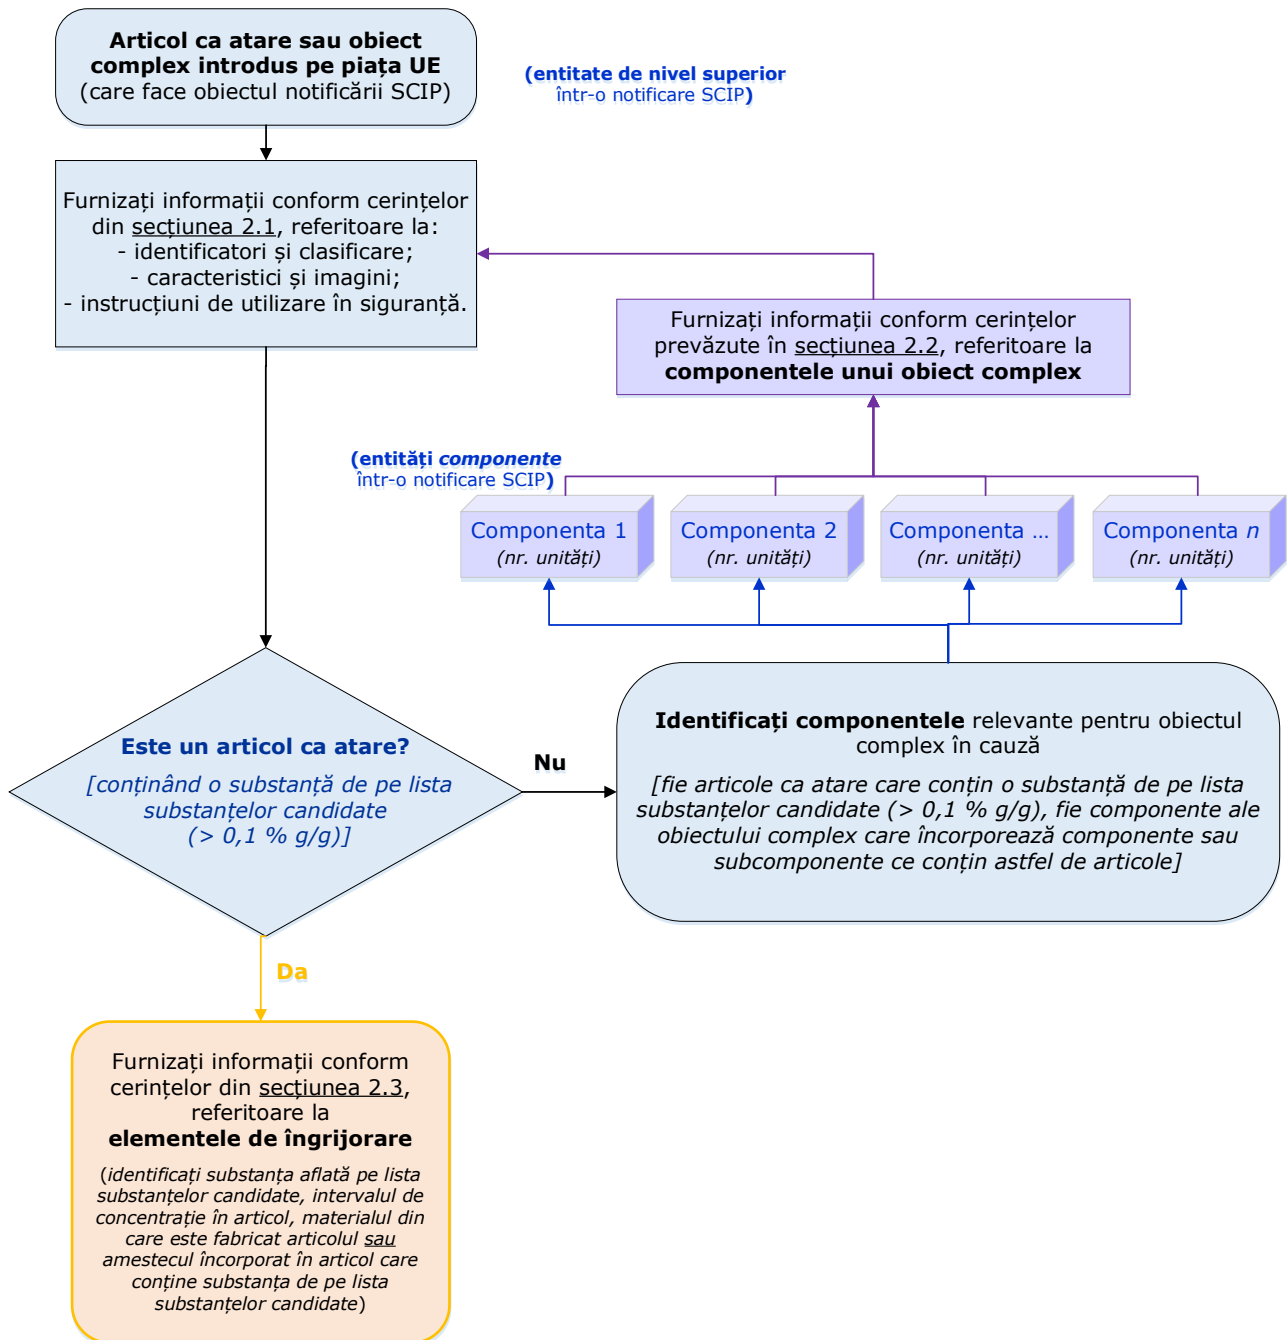 Articol ca atare sau obiect
complex introdus pe piața UE
(care face obiectul notificării SCIP)
(entitate de nivel superior
într-o notificare SCIP)
Furnizați informații conform cerințelor
din secțiunea 2.1, referitoare la:
- identificatori și clasificare;
- caracteristici și imagini;
- instrucțiuni de utilizare în siguranță.
Furnizați informații conform cerințelor
prevăzute în secțiunea 2.2, referitoare la
componentele unui obiect complex
(entități componente
într-o notificare SCIP)
Componenta 1
(nr. unități)
Componenta 2
(nr. unități)
Componenta ...
(nr. unități)
Componenta n
(nr. unități)
Este un articol ca atare?
[conținând o substanță de pe lista
substanțelor candidate
(> 0,1 % g/g)]
Nu
Identificați componentele relevante pentru obiectul
complex în cauză
[fie articole ca atare care conțin o substanță de pe lista
substanțelor candidate (> 0,1 % g/g), fie componente ale
obiectului complex care încorporează componente sau
subcomponente ce conțin astfel de articole]
Da
Furnizați informații conform
cerințelor din secțiunea 2.3,
referitoare la
elementele de îngrijorare
(identificați substanța aflată pe lista
substanțelor candidate, intervalul de
concentrație în articol, materialul din
care este fabricat articolul sau
amestecul încorporat în articol care
conține substanța de pe lista
substanțelor candidate)